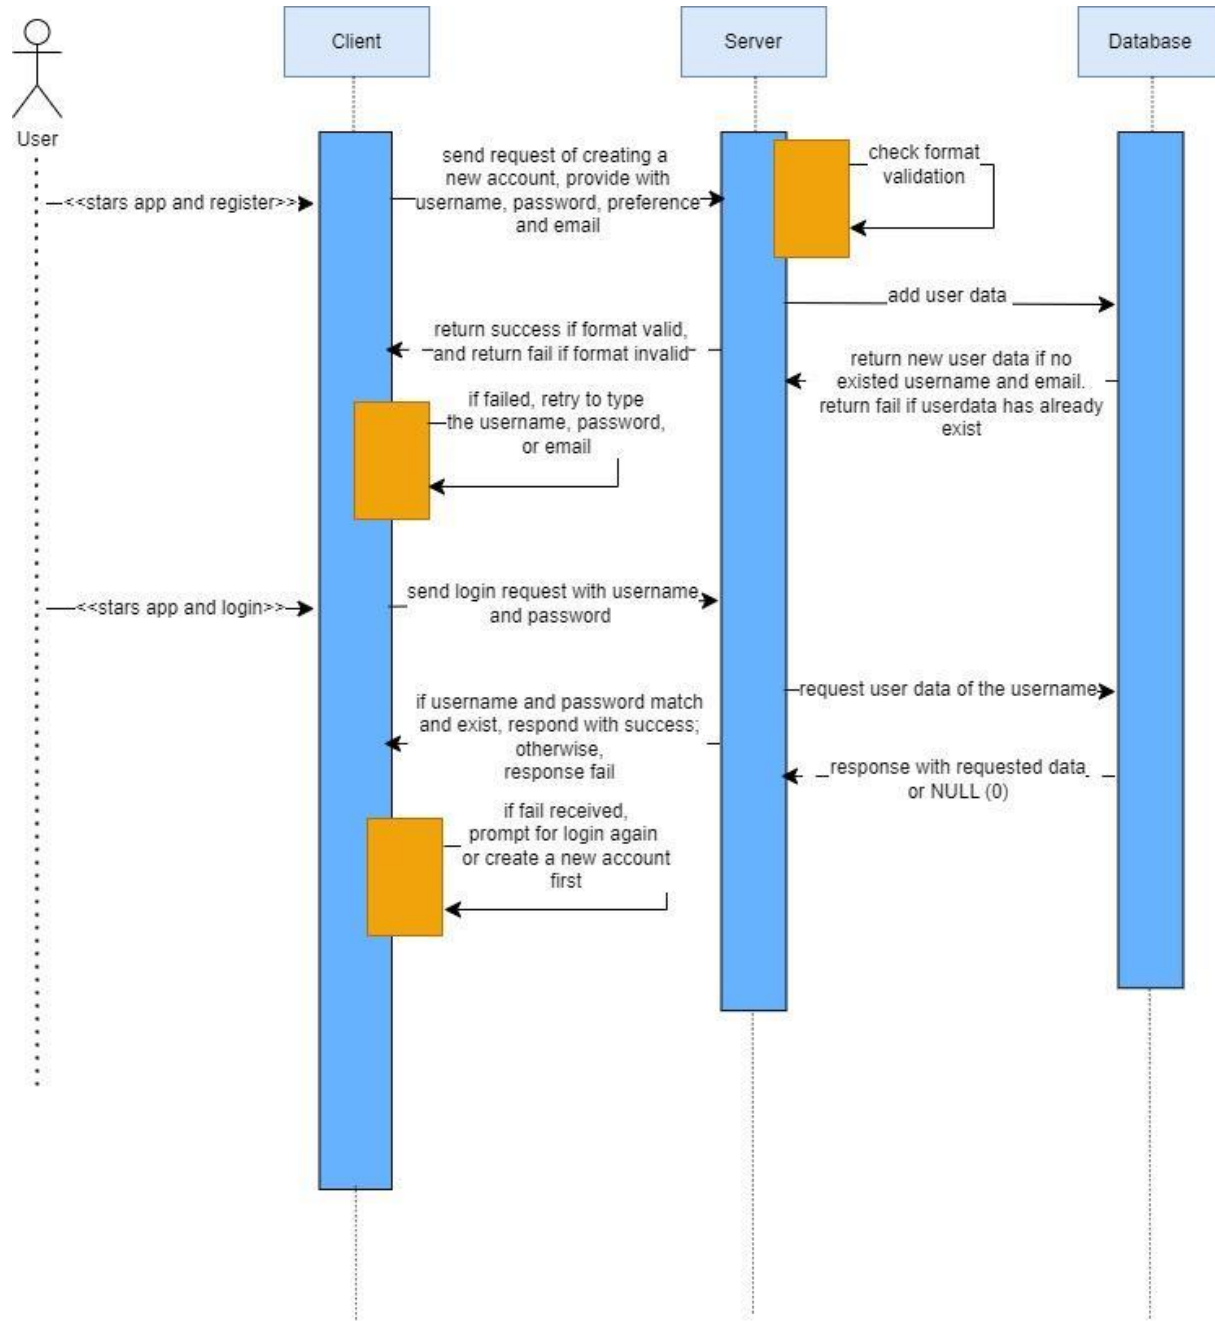 Client
Server
Database
User
<<stars app and register>>
send request of creating a
new account, provide with
username, password, preference
and email
check format
validation
add user data
return success if format valid,
and return fail if format invalid
return new user data if no
existed username and email.
return fail if userdata has already
exist
if failed, retry to type
the username, password,
or email
<<stars app and login>>
send login request with username
and password
request user data of the username
if username and password match
and exist, respond with success;
otherwise,
response fail
response with requested data
or NULL (0)
if fail received,
prompt for login again
or create a new account
first